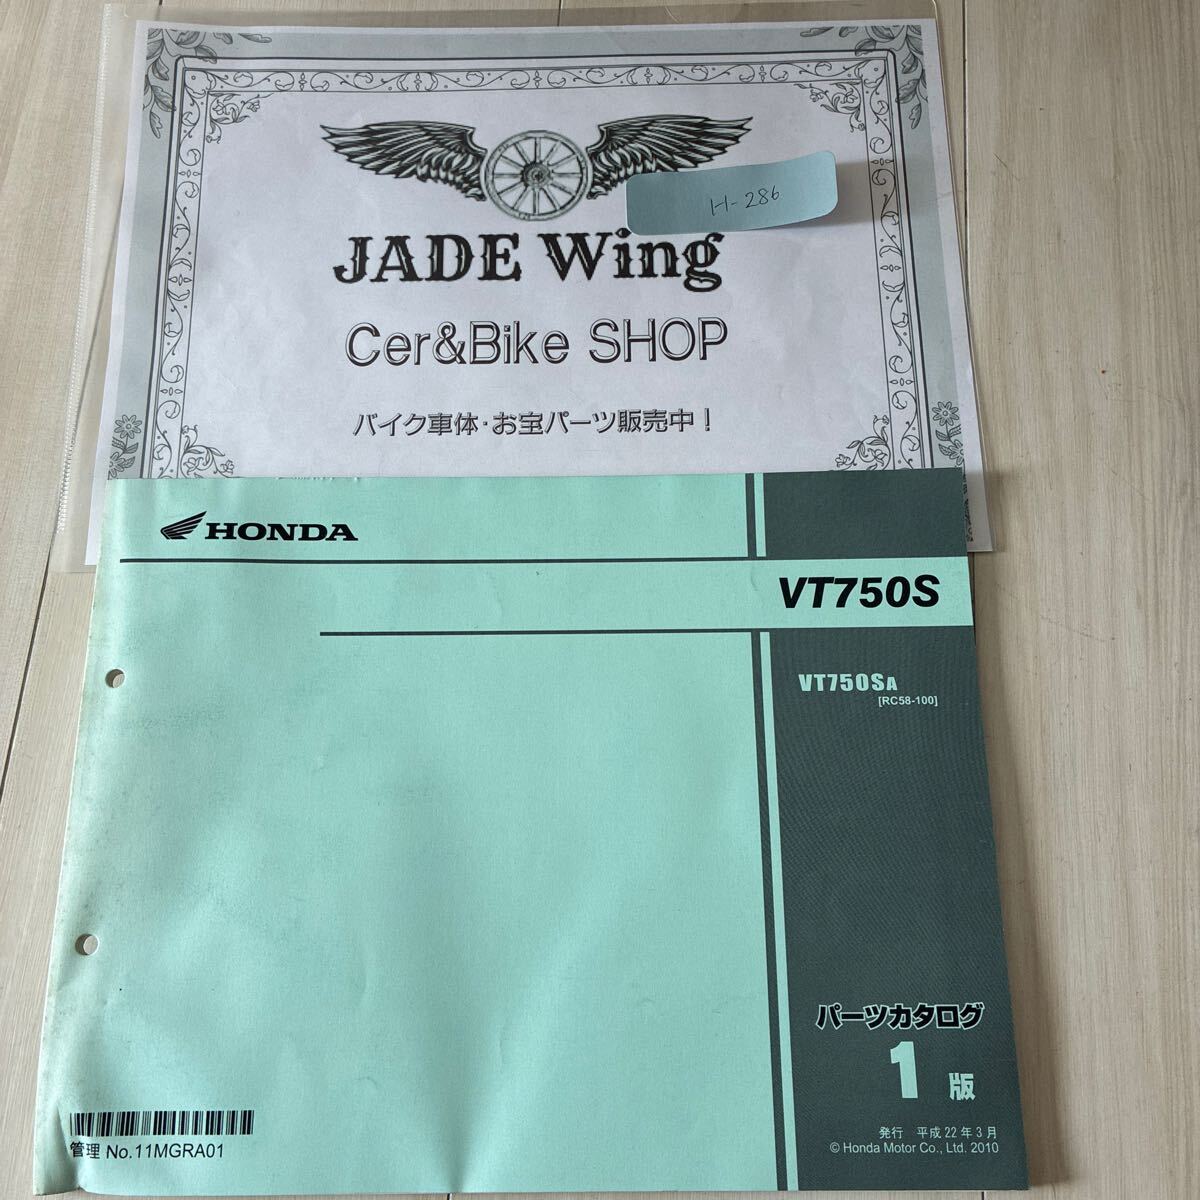 H-286
JADE Wing
Cer&Bike SHOP
バイク車体・お宝パーツ販売中！
HONDA
VT750S
VT750SA
[RC58-100]
パーツカタログ
1版
発行 平成22年3月
© Honda Motor Co., Ltd. 2010
管理 No.11MGRA01